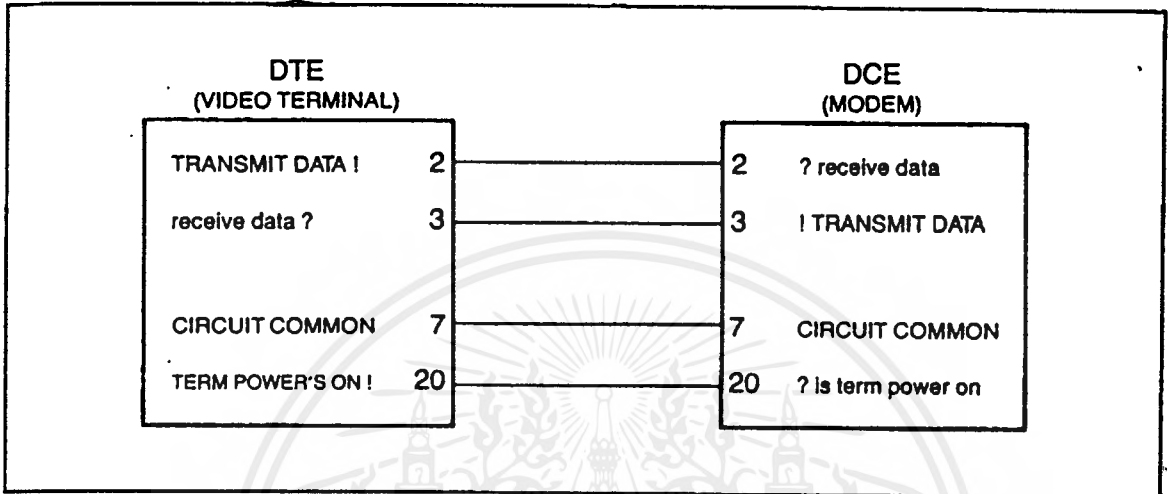 DTE
(VIDEO TERMINAL)
TRANSMIT DATA ! 2
receive data ? 3
CIRCUIT COMMON 7
TERM POWER'S ON ! 20
DCE
(MODEM)
2 ? receive data
3 ! TRANSMIT DATA
7 CIRCUIT COMMON
20 ? is term power on